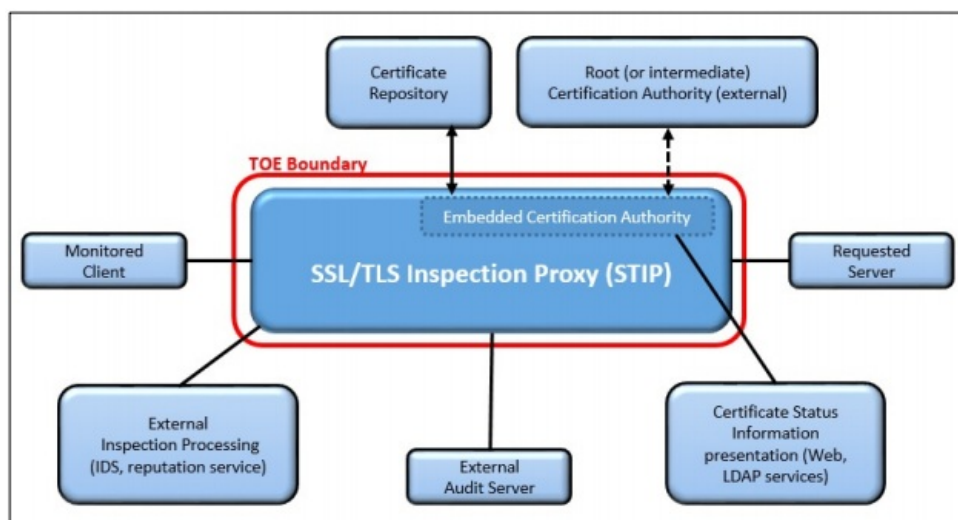 Certificate
Repository
Root (or intermediate)
Certification Authority (external)
TOE Boundary
Embedded Certification Authority
Monitored
Client
SSL/TLS Inspection Proxy (STIP)
Requested
Server
External
Inspection Processing
(IDS, reputation service)
External
Audit Server
Certificate Status
Information
presentation (Web,
LDAP services)